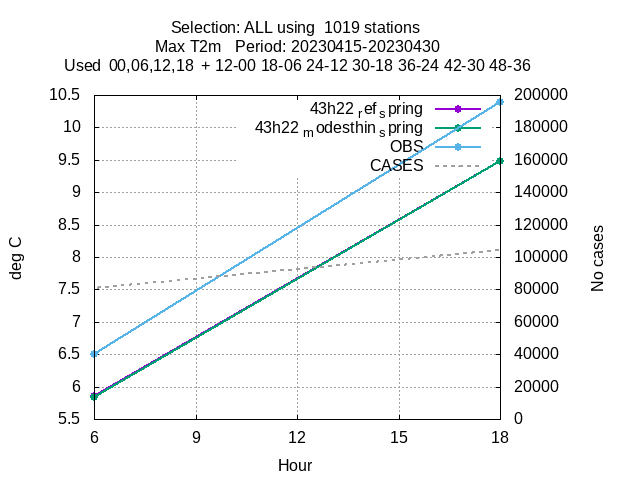 Selection: ALL using  1019 stations
Max T2m   Period: 20230415-20230430
Used  00,06,12,18  + 12-00 18-06 24-12 30-18 36-24 42-30 48-36
10.5
10
9.5
9
8.5
8
7.5
7
6.5
6
5.5
deg C
43h22 ref spring
43h22 modesthin spring
OBS
CASES
200000
180000
160000
140000
120000
100000
80000
60000
40000
20000
0
No cases
6 9 12 15 18
Hour